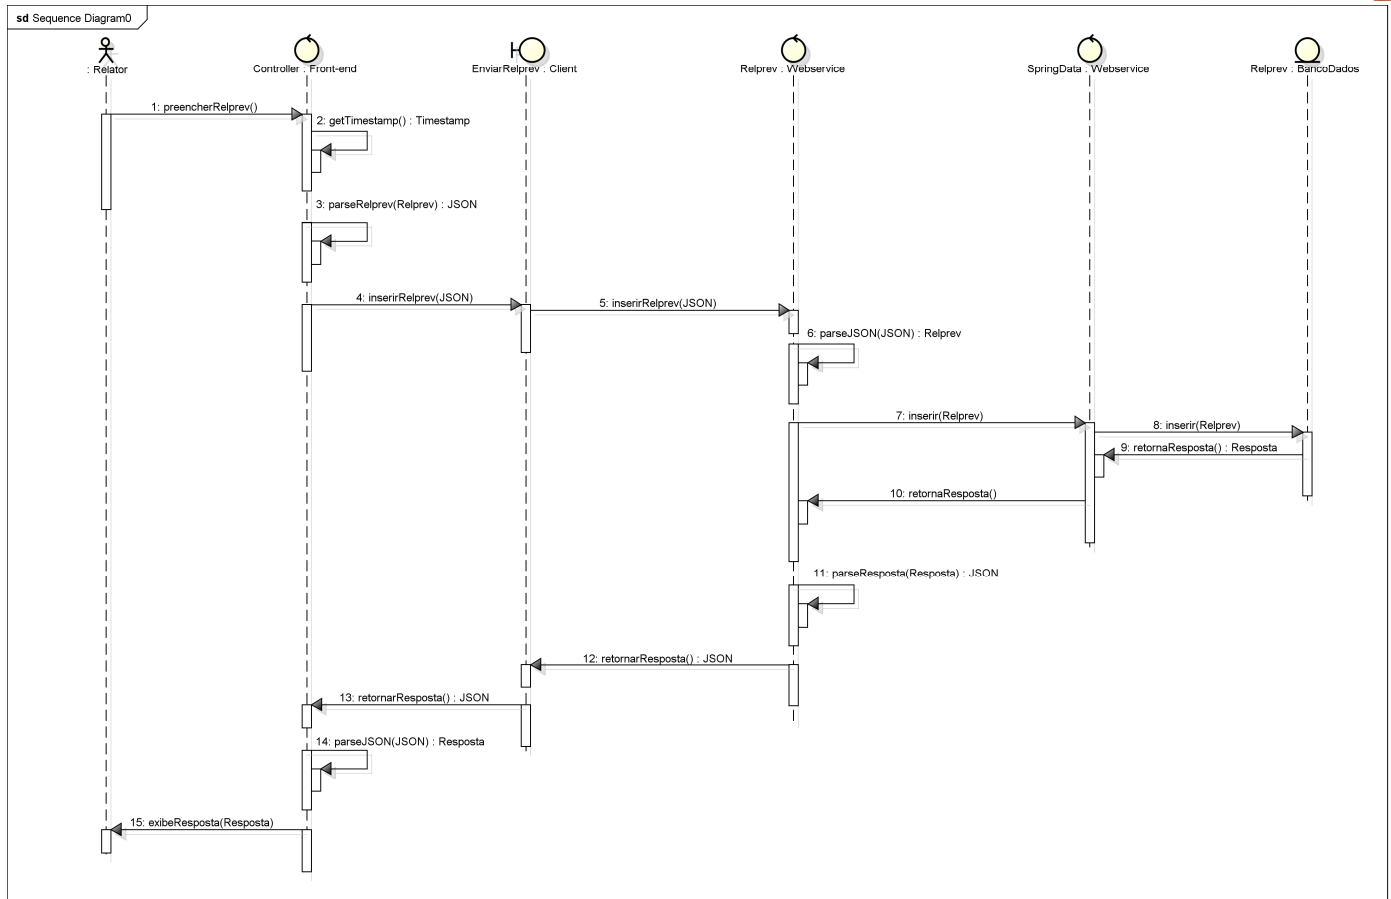 sd Sequence Diagram0
: Relator
Controller : Front-end
EnviarRelprev : Client
Relprev : Webservice
SpringData : Webservice
Relprev : BancoDados
1: preencherRelprev()
2: getTimestamp() : Timestamp
3: parseRelprev(Relprev) : JSON
4: inserirRelprev(JSON)
5: inserirRelprev(JSON)
6: parseJSON(JSON) : Relprev
7: inserir(Relprev)
8: inserir(Relprev)
9: retornaResposta() : Resposta
10: retornaResposta()
11: parseResposta(Resposta) : JSON
12: retornarResposta() : JSON
13: retornarResposta() : JSON
14: parseJSON(JSON) : Resposta
15: exibeResposta(Resposta)